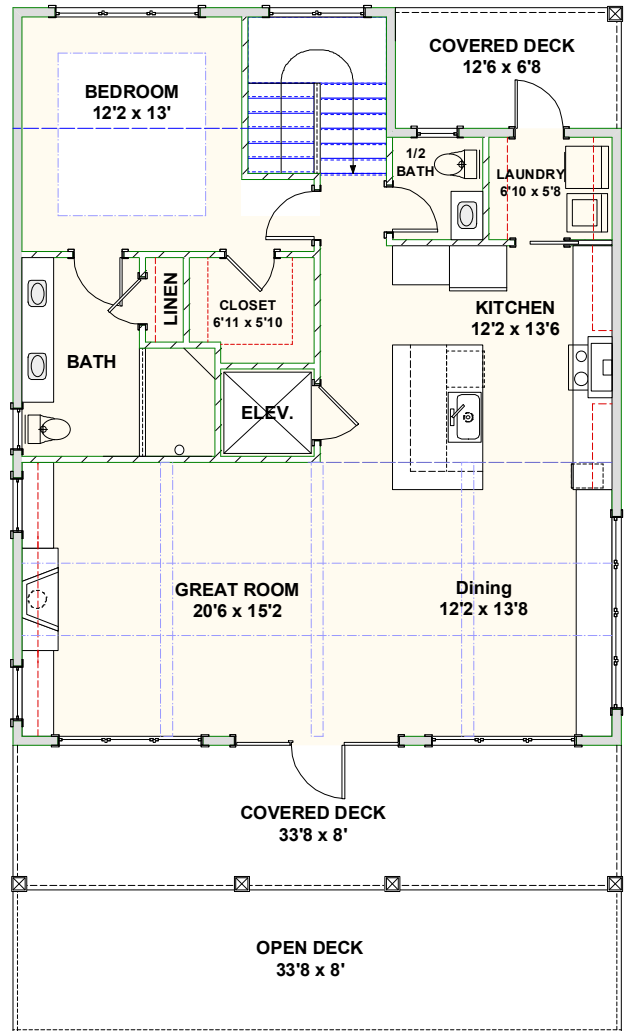 COVERED DECK
12'6 x 6'8
BEDROOM
12'2 x 13'
1/2
BATH
LAUNDRY
6'10 x 5'8
LINEN
CLOSET
6'11 x 5'10
KITCHEN
12'2 x 13'6
BATH
ELEV.
GREAT ROOM
20'6 x 15'2
Dining
12'2 x 13'8
COVERED DECK
33'8 x 8'
OPEN DECK
33'8 x 8'